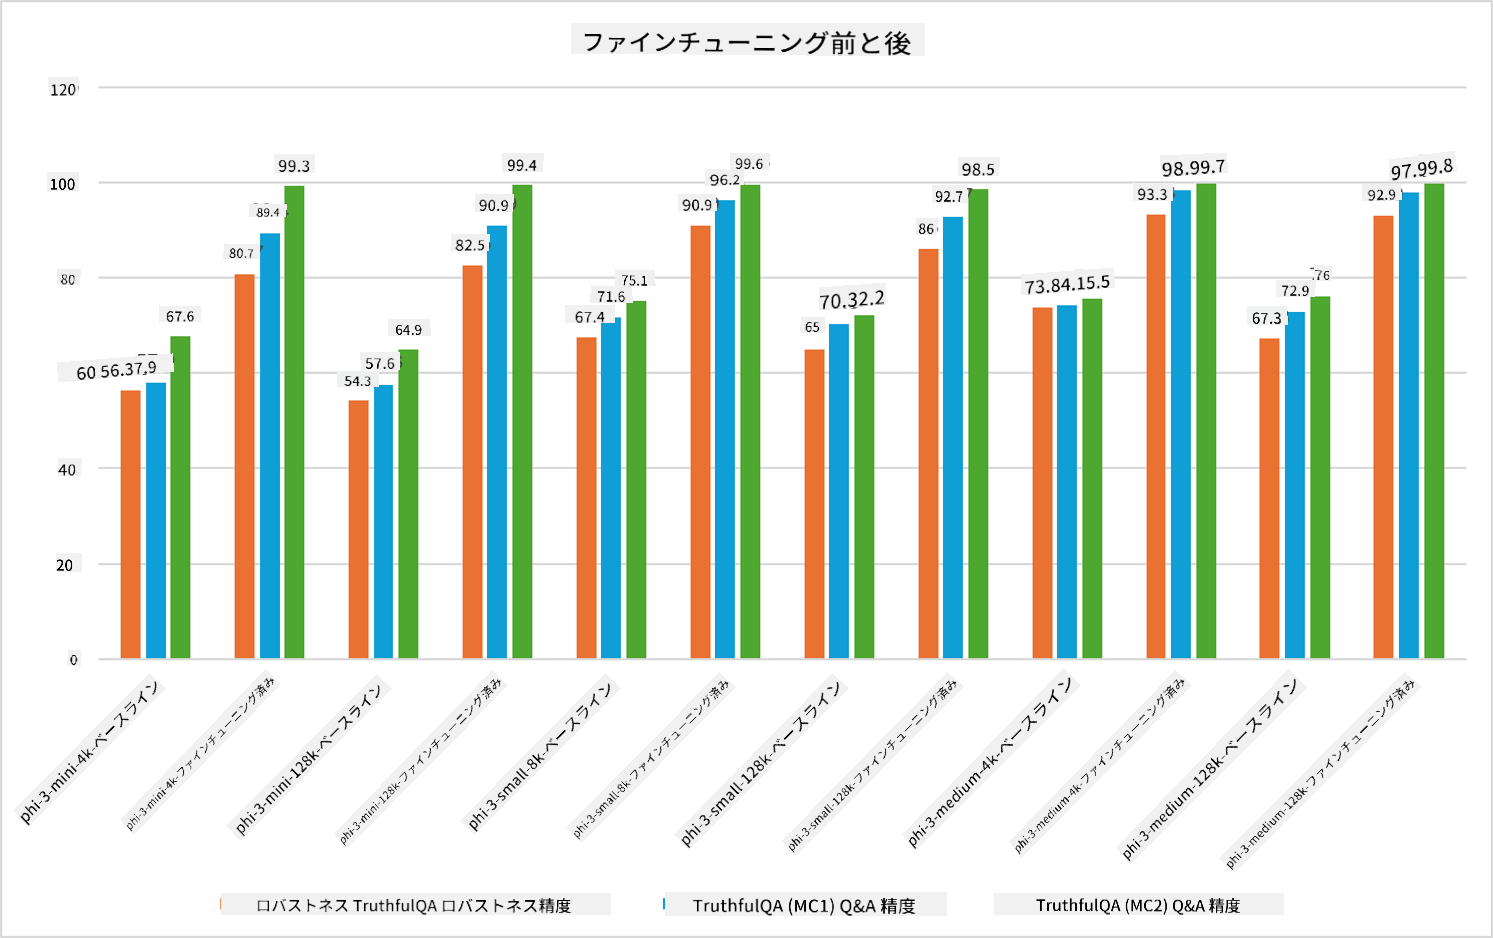 ファインチューニング前と後
120
100
80
60
40
20
0
56.37,9
67.6
80.7
89.4
99.3
54.3
57.6
64.9
82.5
90.9
99.4
67.4
71.6
75.1
90.9
96.2
99.6
65
70.32.2
86
92.7
98.5
73.84.15.5
93.3
98.99.7
67.3
72.9
76
92.9
97.99.8
phi-3-mini-4k-ベースライン
phi-3-mini-4k-ファインチューニング済み
phi-3-mini-128k-ベースライン
phi-3-mini-128k-ファインチューニング済み
phi-3-small-8k-ベースライン
phi-3-small-8k-ファインチューニング済み
phi-3-small-128k-ベースライン
phi-3-small-128k-ファインチューニング済み
phi-3-medium-4k-ベースライン
phi-3-medium-4k-ファインチューニング済み
phi-3-medium-128k-ベースライン
phi-3-medium-128k-ファインチューニング済み
ロバストネス TruthfulQA ロバストネス精度
TruthfulQA (MC1) Q&A 精度
TruthfulQA (MC2) Q&A 精度